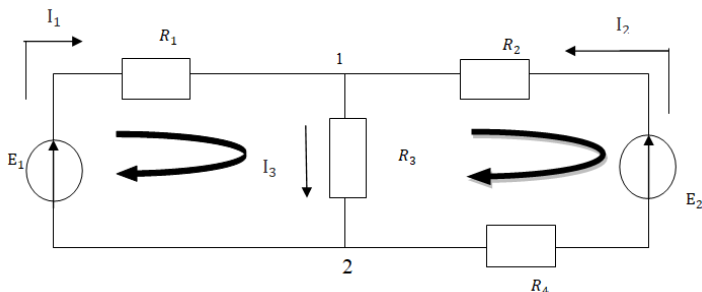 I₁
R₁
I₂
R₂
1
E₁
I₃
R₃
E₂
2
R₄